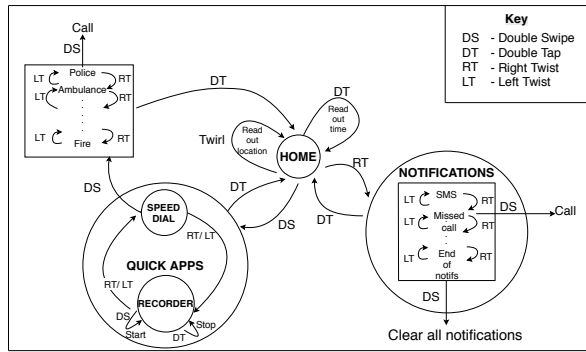 Call
DS
Police
LT
RT
Ambulance
LT
RT
Fire
LT
RT
DT
DT
Read
out
time
Twirl
Read
out
location
HOME
RT
DT
DS
DT
DS
SPEED
DIAL
RT/ LT
QUICK APPS
RT/ LT
RECORDER
DS
Start
DT
Stop
NOTIFICATIONS
SMS
LT
RT
Missed
call
LT
RT
End
of
notifs
LT
RT
DS
Call
DS
Clear all notifications
Key
DS - Double Swipe
DT - Double Tap
RT - Right Twist
LT - Left Twist